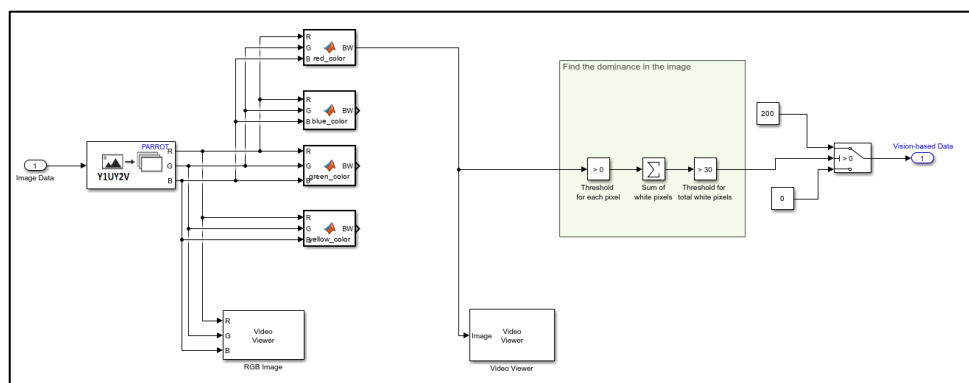 R
G
B
BW
red_color
Find the dominance in the image
200
R
G
B
BW
blue_color
PARROT
R
G
B
Y1UY2V
1
Image Data
R
G
B
BW
green_color
> 0
Threshold
for each pixel
Sum of
white pixels
> 30
Threshold for
total white pixels
> 0
Vision-based Data
1
0
R
G
B
BW
yellow_color
R
G
B
Video
Viewer
RGB Image
Image
Video
Viewer
Video Viewer